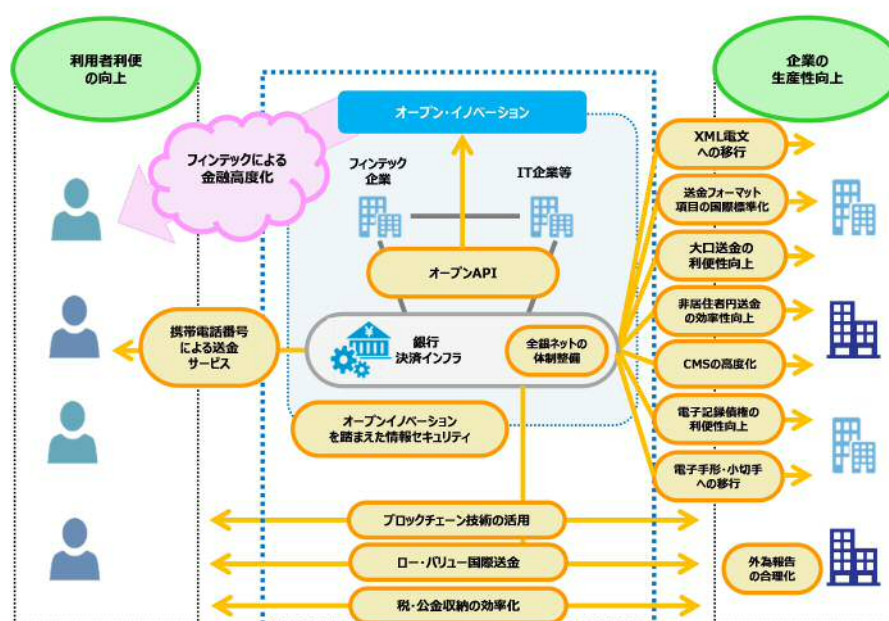 利用者利便
の向上
企業の
生産性向上
オープン・イノベーション
フィンテックによる
金融高度化
フィンテック
企業
IT企業等
オープンAPI
銀行
決済インフラ
全銀ネットの
体制整備
携帯電話番号
による送金
サービス
オープンイノベーション
を踏まえた情報セキュリティ
XML電文
への移行
送金フォーマット
項目の国際標準化
大口送金の
利便性向上
非居住者円送金
の効率性向上
CMSの高度化
電子記録債権の
利便性向上
電子手形・小切手
への移行
ブロックチェーン技術の活用
ロー・バリュー国際送金
税・公金収納の効率化
外為報告
の合理化
¥